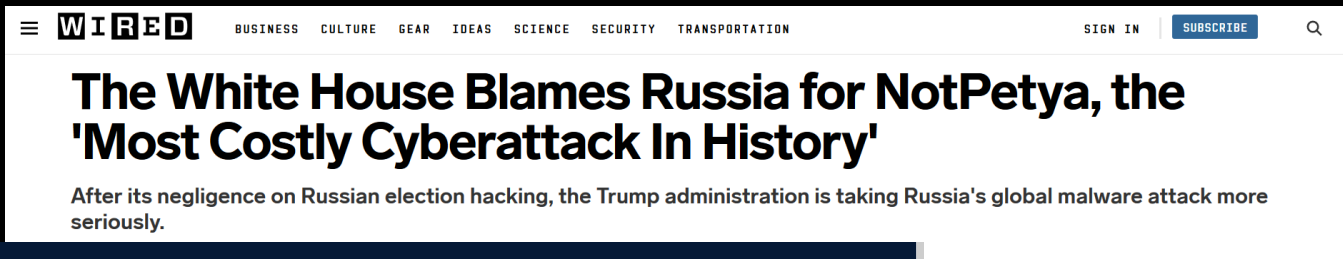 WIRED BUSINESS CULTURE GEAR IDEAS SCIENCE SECURITY TRANSPORTATION SIGN IN SUBSCRIBE
The White House Blames Russia for NotPetya, the
'Most Costly Cyberattack In History'
After its negligence on Russian election hacking, the Trump administration is taking Russia's global malware attack more
seriously.